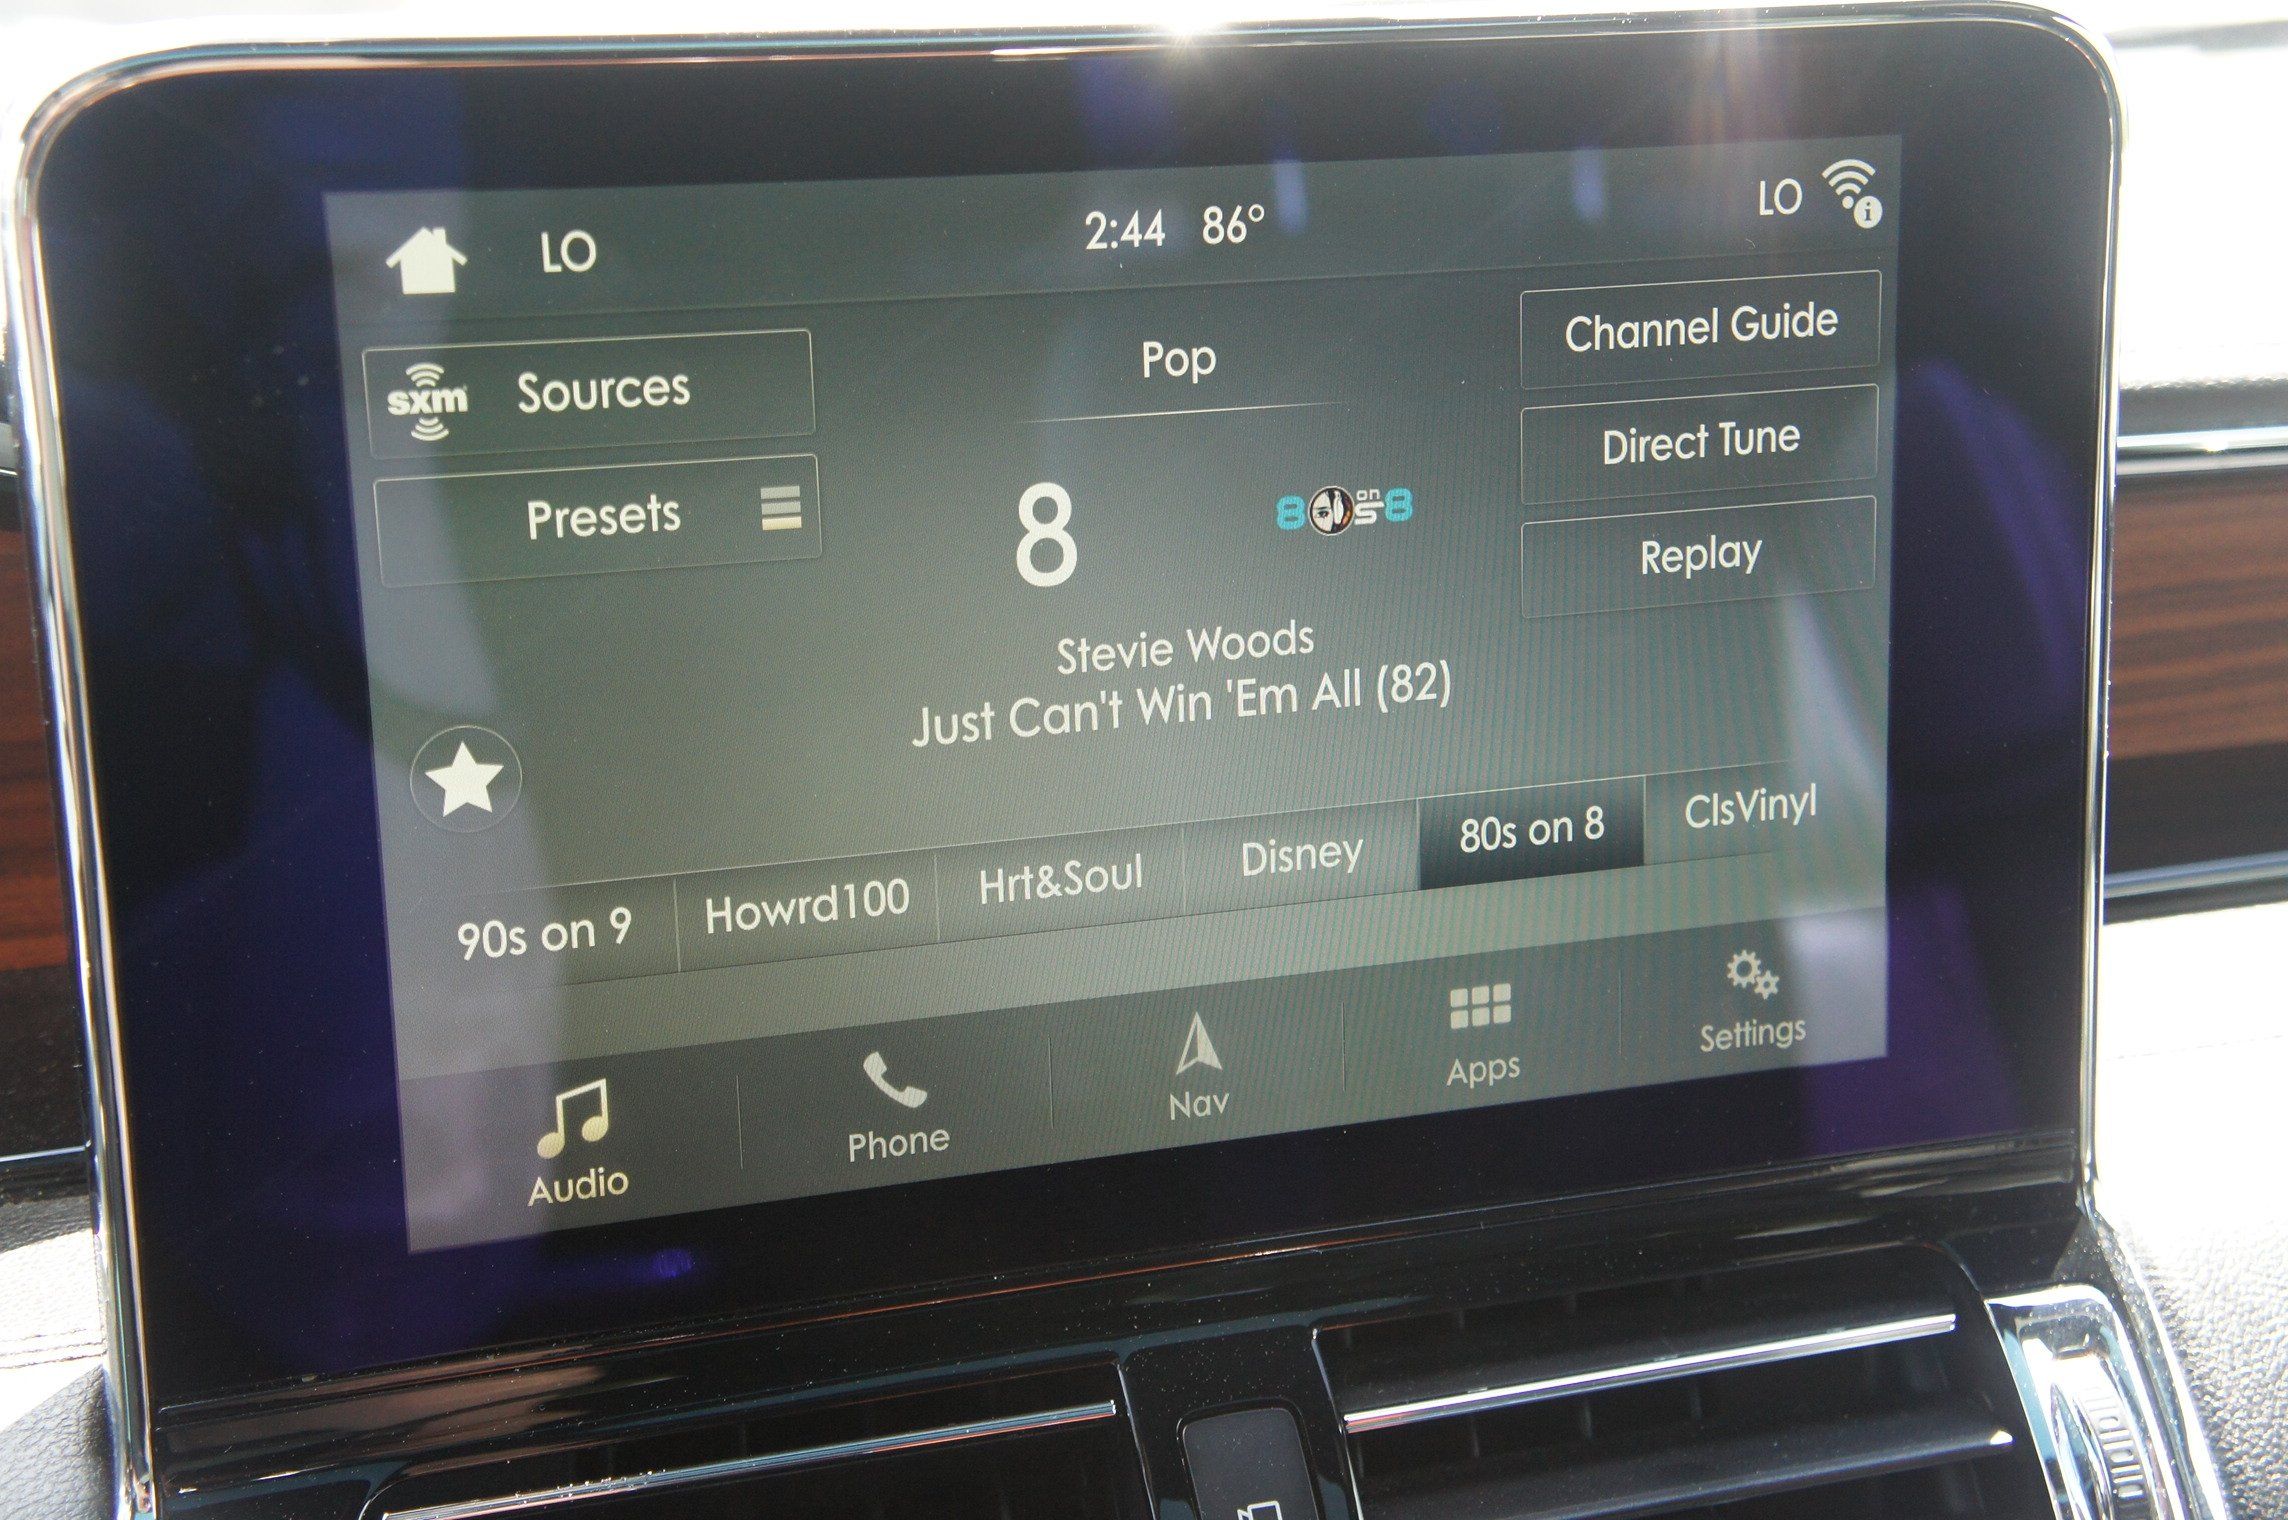 LO
2:44 86°
LO
sxm Sources
Presets
Pop
Channel Guide
Direct Tune
Replay
8
80s on 8
Stevie Woods
Just Can't Win 'Em All (82)
90s on 9
Howrd100
Hrt&Soul
Disney
80s on 8
ClsVinyl
Audio
Phone
Nav
Apps
Settings